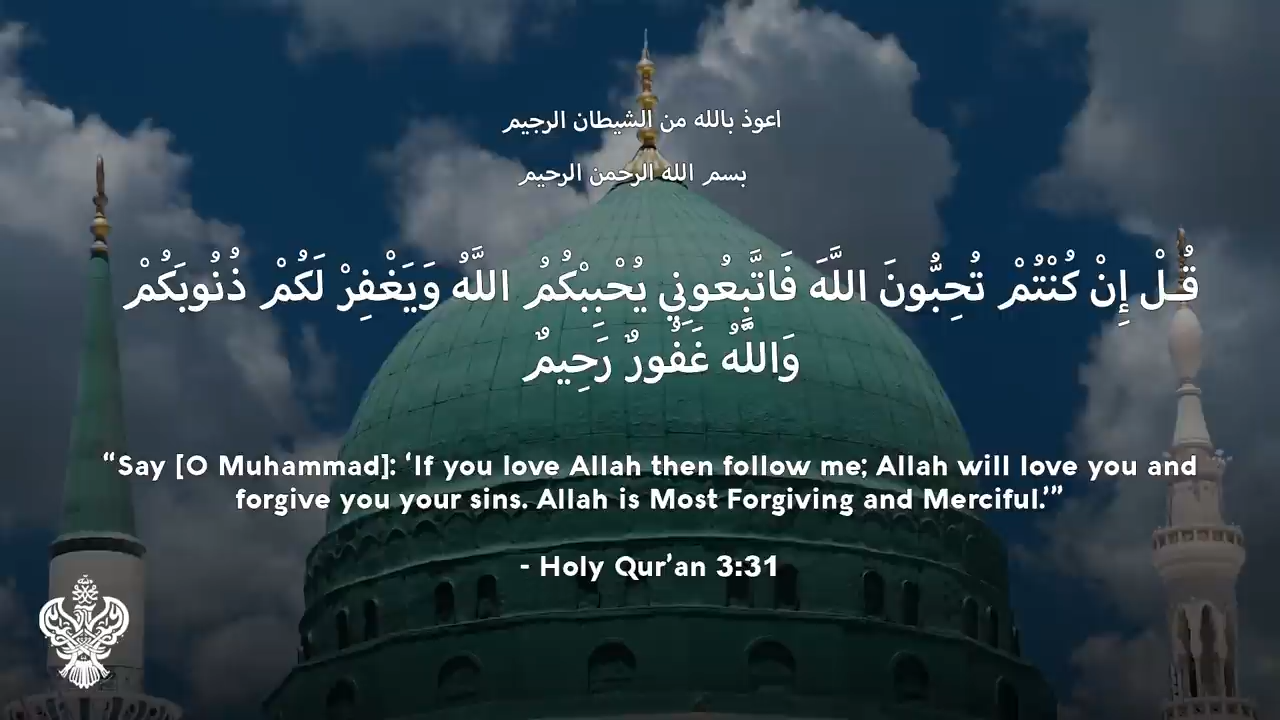 اعوذ بالله من الشيطان الرجيم
بسم الله الرحمن الرحيم
قُلْ إِنْ كُنْتُمْ تُحِبُّونَ اللَّهَ فَاتَّبِعُونِي يُحْبِبْكُمُ اللَّهُ وَيَغْفِرْ لَكُمْ ذُنُوبَكُمْ
وَاللَّهُ غَفُورٌ رَحِيمٌ
“Say [O Muhammad]: ‘If you love Allah then follow me; Allah will love you and
forgive you your sins. Allah is Most Forgiving and Merciful.’”
- Holy Qur’an 3:31